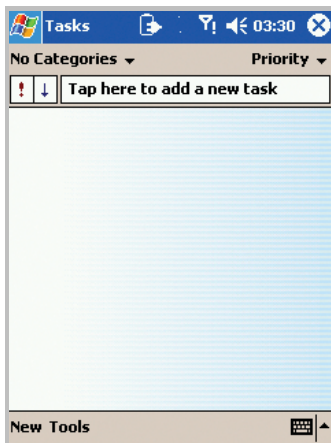 Tasks 03:30
No Categories Priority
Tap here to add a new task
New Tools